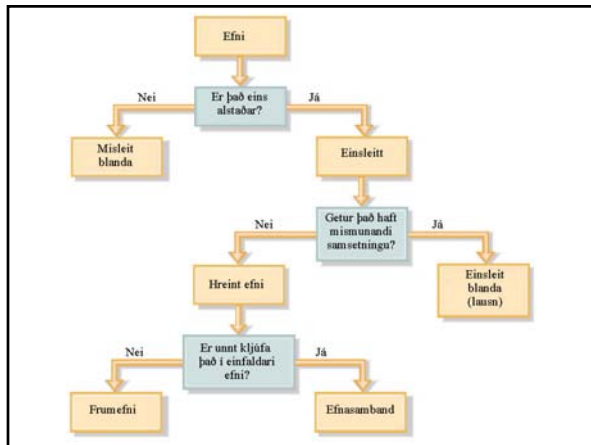 Efni
Nei
Er það eins
alstaðar?
Já
Misleit
blanda
Einsleitt
Nei
Getur það haft
mismunandi
samsetningu?
Já
Hreint efni
Einsleit
blanda
(lausn)
Nei
Er unnt kljúfa
það í einfaldari
efni?
Já
Frumefni
Efnasamband